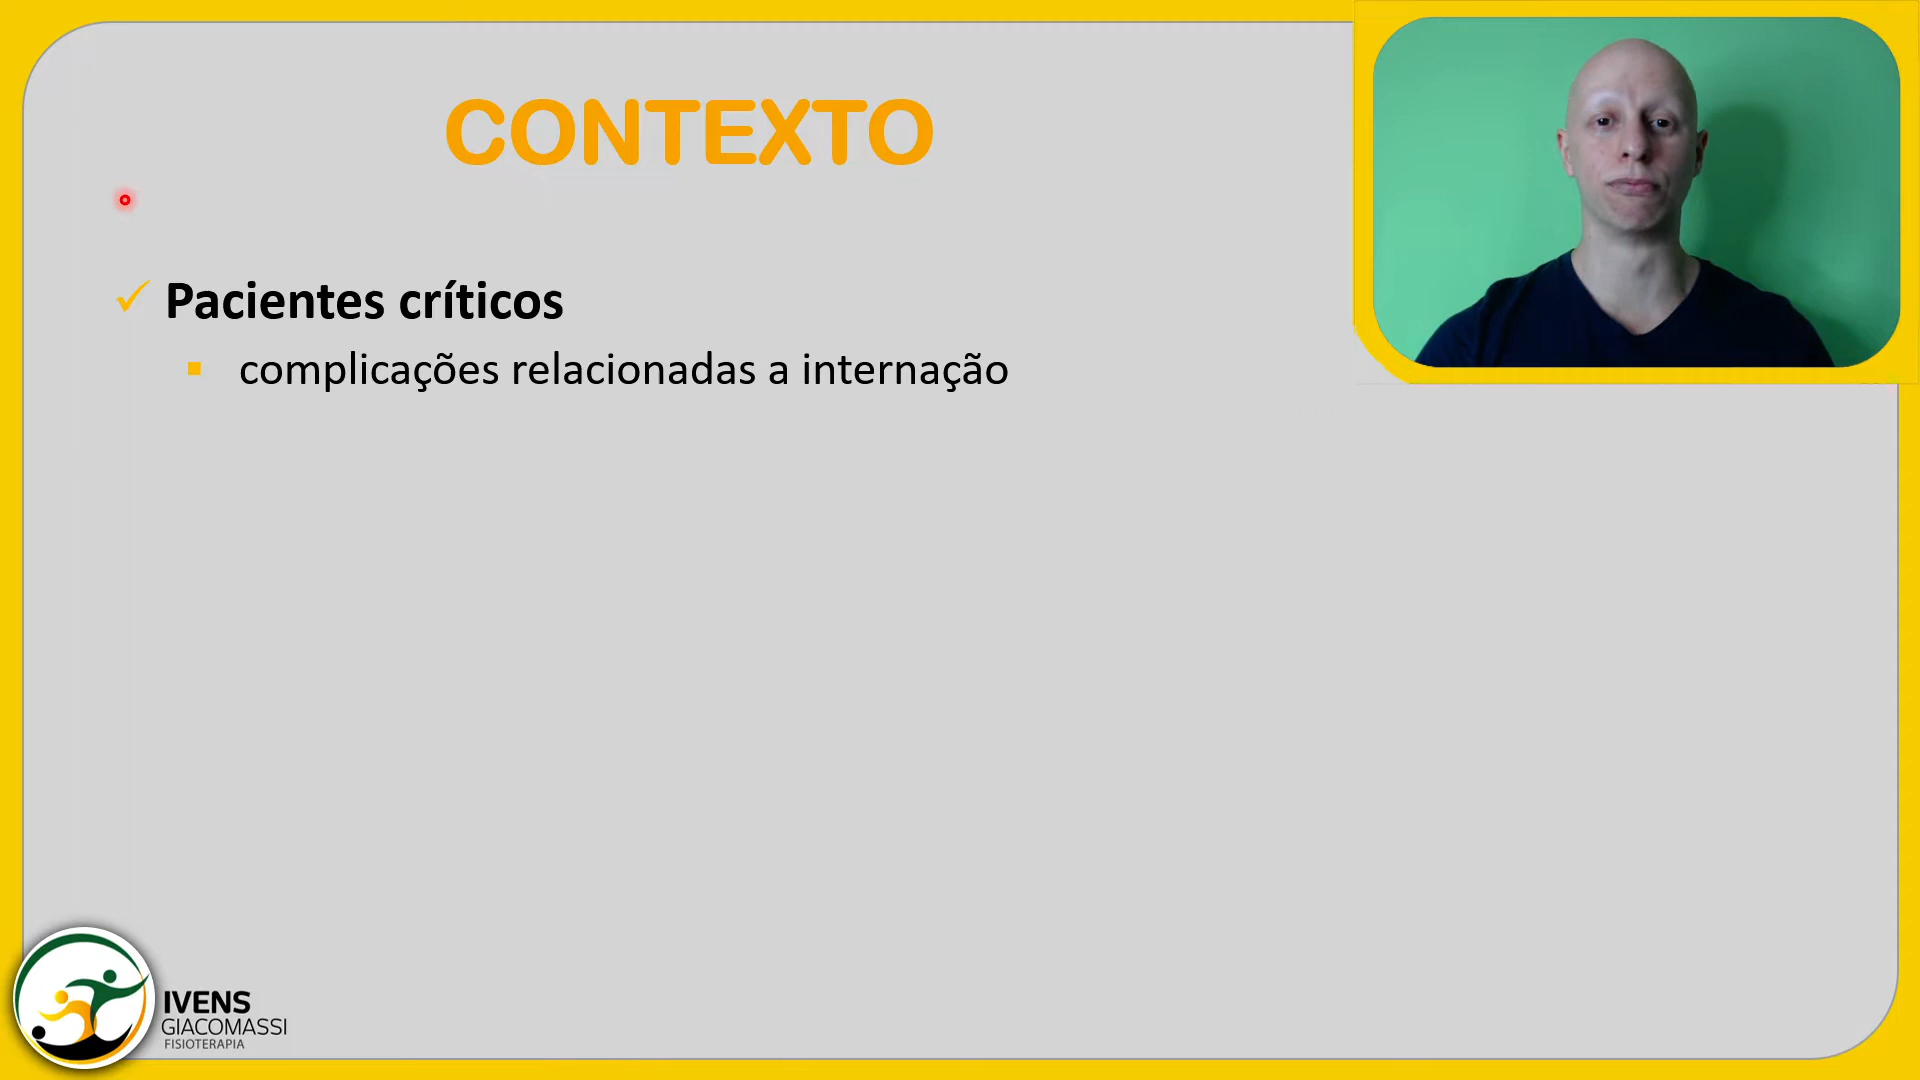 CONTEXTO
Pacientes críticos
complicações relacionadas a internação
IVENS
GIACOMASSI
FISIOTERAPIA